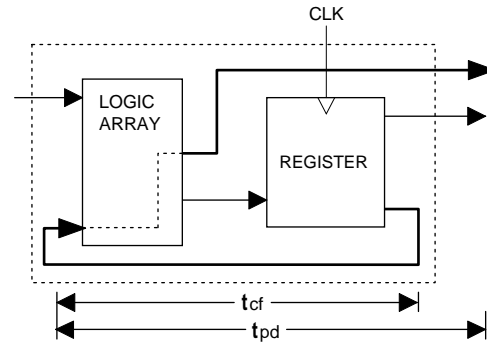 CLK
LOGIC
ARRAY
REGISTER
tcf
tpd